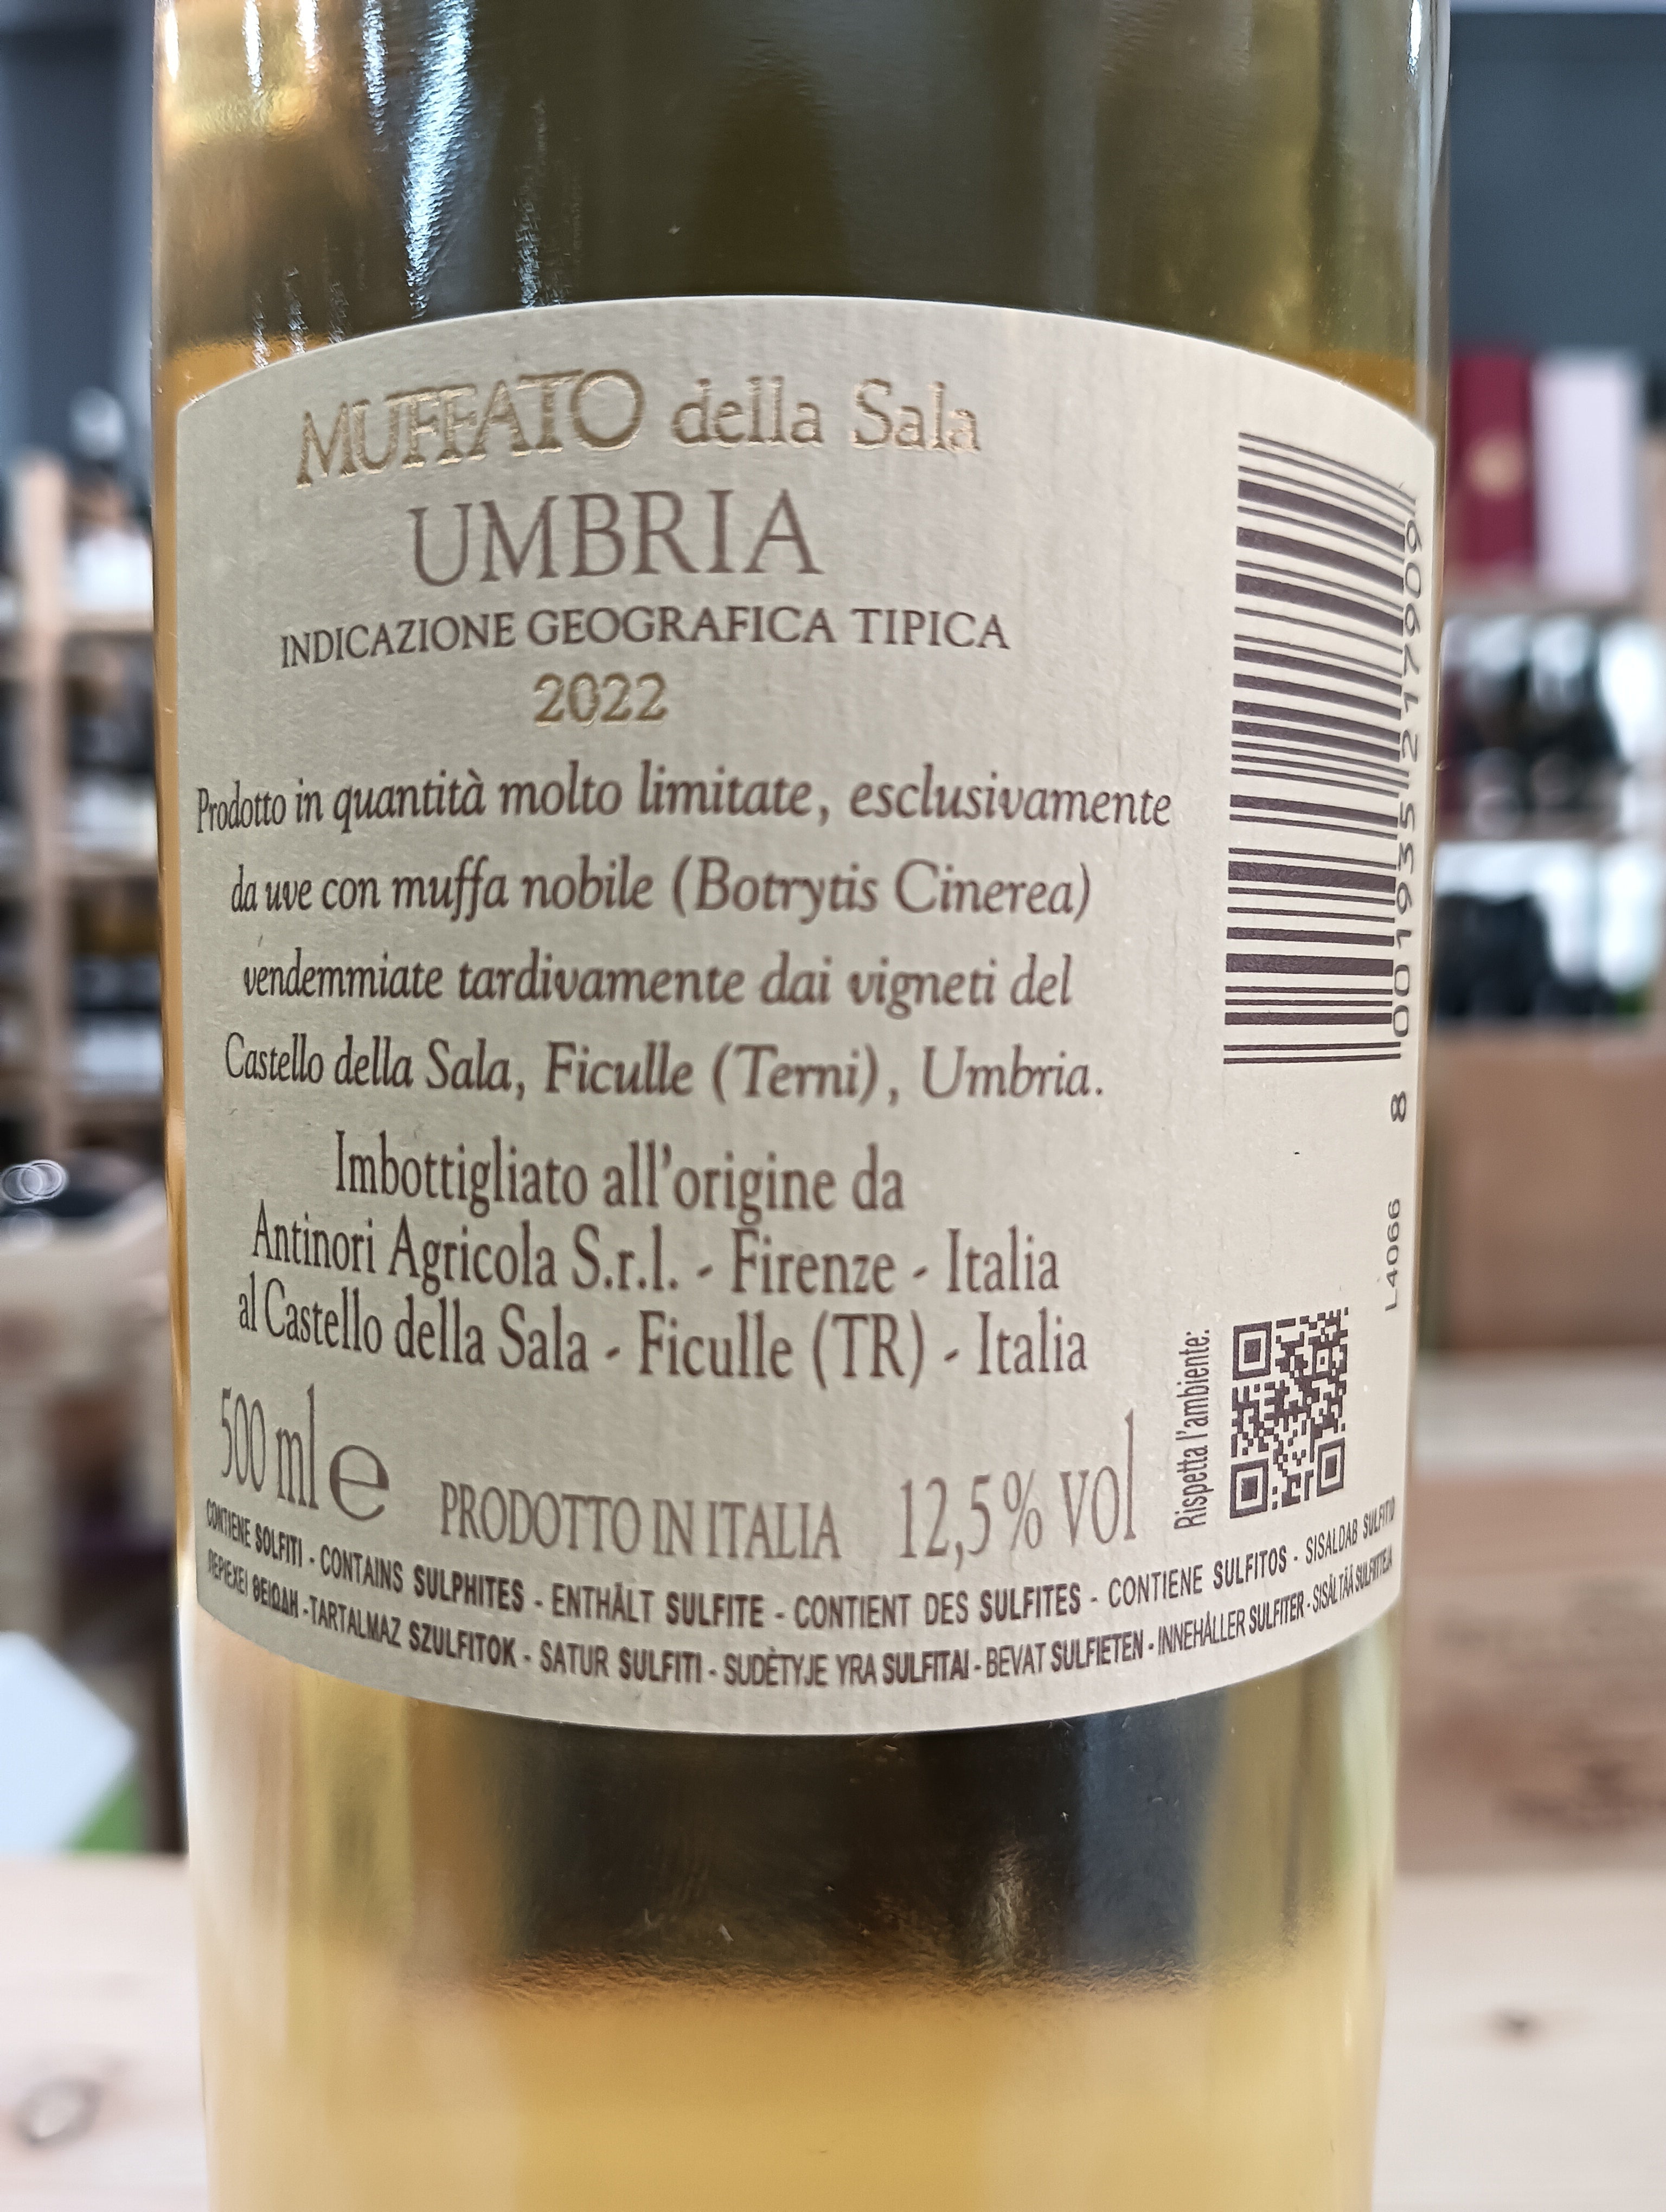 MUFFATO della Sala
UMBRIA
INDICAZIONE GEOGRAFICA TIPICA
2022
Prodotto in quantità molto limitate, esclusivamente
da uve con muffa nobile (Botrytis Cinerea)
vendemmiate tardivamente dai vigneti del
Castello della Sala, Ficulle (Terni), Umbria.
Imbottigliato all'origine da
Antinori Agricola S.r.l. - Firenze - Italia
al Castello della Sala - Ficulle (TR) - Italia
500 ml e PRODOTTO IN ITALIA 12,5% vol
CONTIENE SOLFITI - CONTAINS SULPHITES - ENTHÄLT SULFITE - CONTIENT DES SULFITES - CONTIENE SULFITOS - SISALDAB SULFITID
ΠΕΡΙΕΧΕΙ ΘΕΙΩΔΗ - TARTALMAZ SZULFITOK - SATUR SULFITI - SUDĖTYJE YRA SULFITAI - BEVAT SULFIETEN - INNEHÅLLER SULFITER - SISÄLTÄÄ SULFIITTEJA
Rispetta l'ambiente:
8 001935 217909
L4066